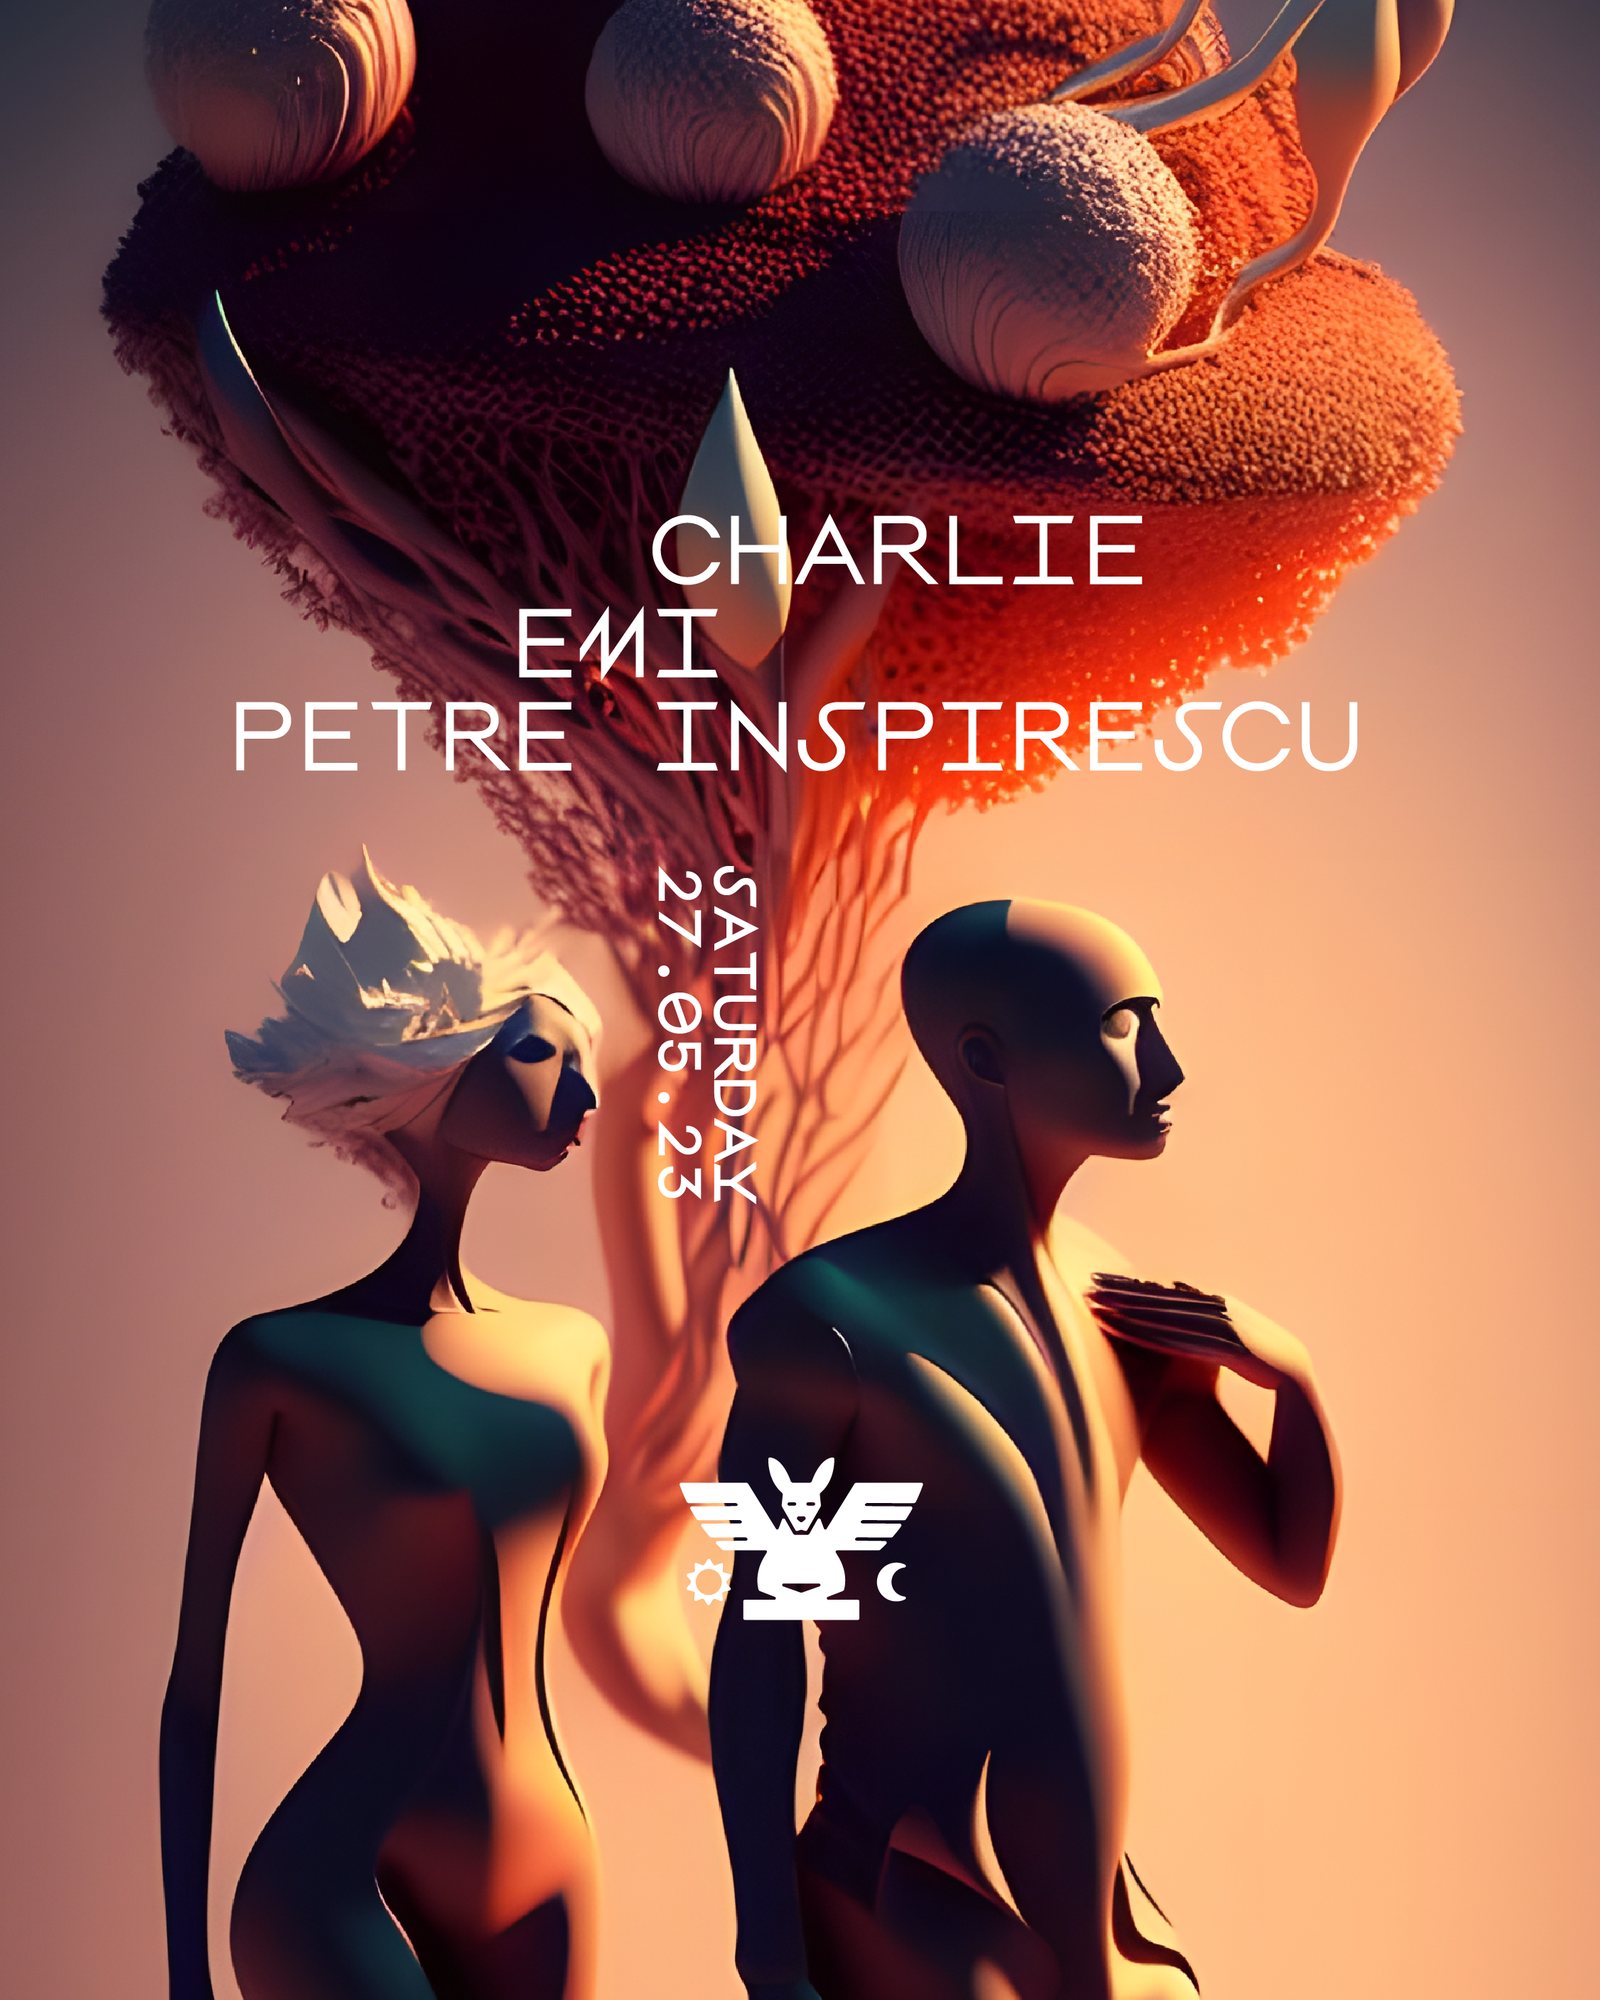 CHARLIE
EMI
PETRE INSPIRESCU
SATURDAY
27.05.23